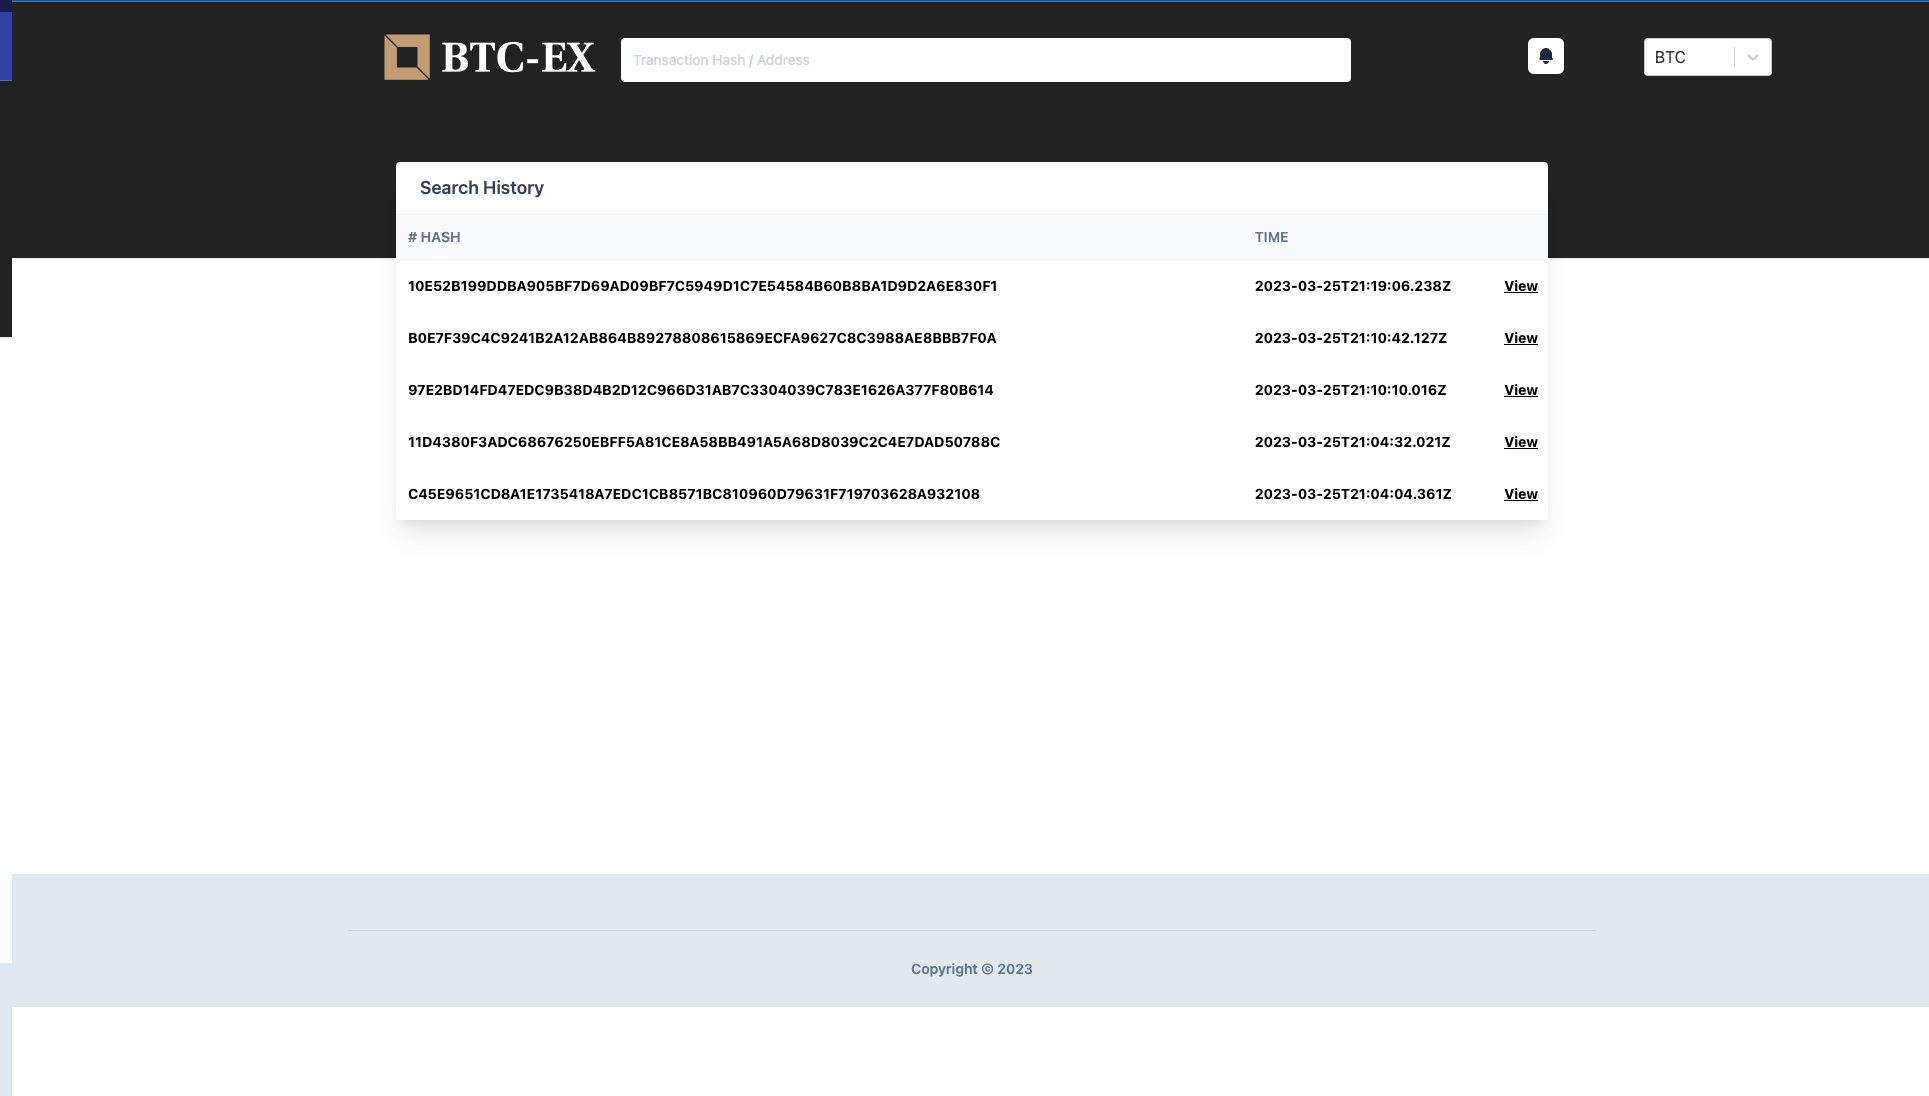 BTC-EX
Transaction Hash / Address
BTC
Search History
# HASH TIME
10E52B199DDBA905BF7D69AD09BF7C5949D1C7E54584B60B8BA1D9D2A6E830F1 2023-03-25T21:19:06.238Z View
B0E7F39C4C9241B2A12AB864B89278808615869ECFA9627C8C3988AE8BBB7F0A 2023-03-25T21:10:42.127Z View
97E2BD14FD47EDC9B38D4B2D12C966D31AB7C3304039C783E1626A377F80B614 2023-03-25T21:10:10.016Z View
11D4380F3ADC68676250EBFF5A81CE8A58BB491A5A68D8039C2C4E7DAD50788C 2023-03-25T21:04:32.021Z View
C45E9651CD8A1E1735418A7EDC1CB8571BC810960D79631F719703628A932108 2023-03-25T21:04:04.361Z View
Copyright © 2023